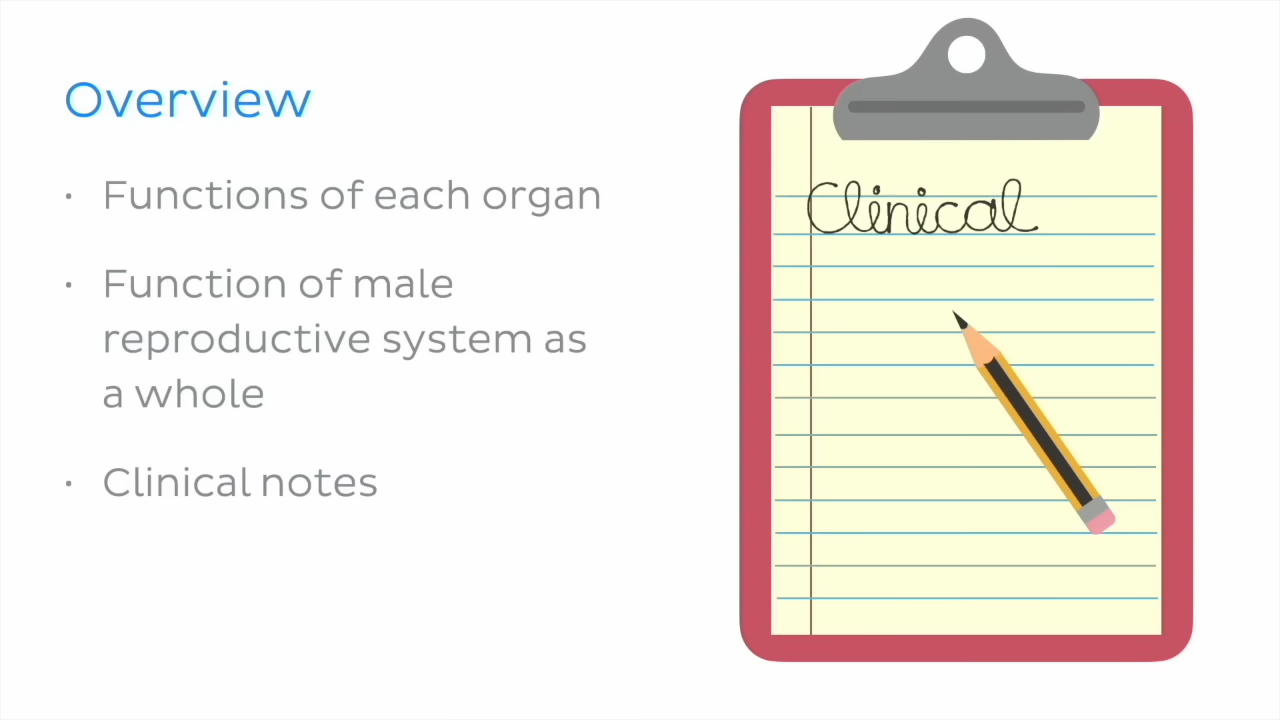 Overview
· Functions of each organ
· Function of male
reproductive system as
a whole
· Clinical notes
Clinical